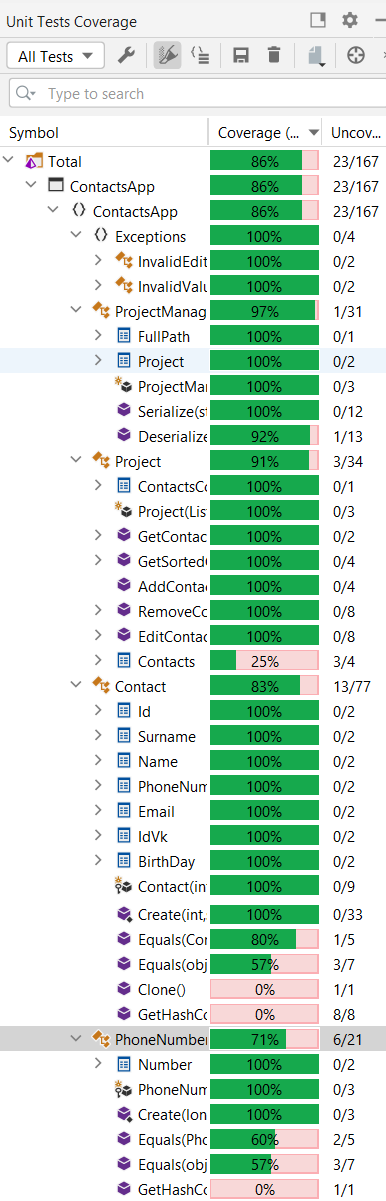 Unit Tests Coverage
All Tests
Type to search
Symbol Coverage (... Uncov...
Total 86% 23/167
ContactsApp 86% 23/167
ContactsApp 86% 23/167
Exceptions 100% 0/4
InvalidEdit 100% 0/2
InvalidValu 100% 0/2
ProjectManag 97% 1/31
FullPath 100% 0/1
Project 100% 0/2
ProjectMan 100% 0/3
Serialize(st 100% 0/12
Deserialize 92% 1/13
Project 91% 3/34
ContactsCo 100% 0/1
Project(Lis 100% 0/3
GetContac 100% 0/2
GetSorted 100% 0/4
AddContac 100% 0/4
RemoveCo 100% 0/8
EditContac 100% 0/8
Contacts 25% 3/4
Contact 83% 13/77
Id 100% 0/2
Surname 100% 0/2
Name 100% 0/2
PhoneNum 100% 0/2
Email 100% 0/2
IdVk 100% 0/2
BirthDay 100% 0/2
Contact(int 100% 0/9
Create(int, 100% 0/33
Equals(Con 80% 1/5
Equals(obj 57% 3/7
Clone() 0% 1/1
GetHashCo 0% 8/8
PhoneNumber 71% 6/21
Number 100% 0/2
PhoneNum 100% 0/3
Create(lon 100% 0/3
Equals(Pho 60% 2/5
Equals(obj 57% 3/7
GetHashCo 0% 1/1